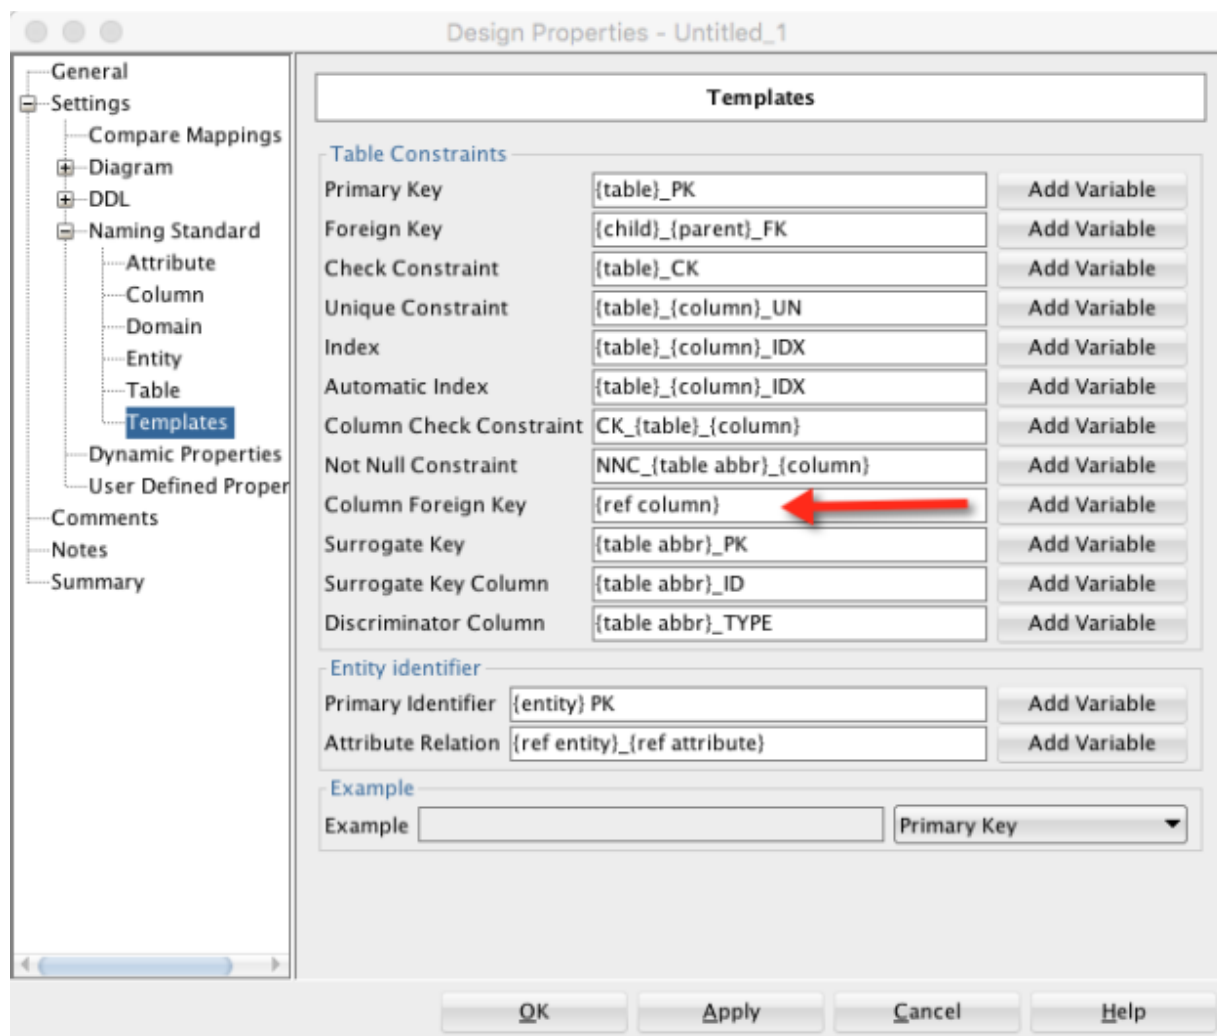 Design Properties - Untitled_1
General
Settings
Compare Mappings
Diagram
DDL
Naming Standard
Attribute
Column
Domain
Entity
Table
Templates
Dynamic Properties
User Defined Proper
Comments
Notes
Summary
Templates
Table Constraints
Primary Key {table}_PK Add Variable
Foreign Key {child}_{parent}_FK Add Variable
Check Constraint {table}_CK Add Variable
Unique Constraint {table}_{column}_UN Add Variable
Index {table}_{column}_IDX Add Variable
Automatic Index {table}_{column}_IDX Add Variable
Column Check Constraint CK_{table}_{column} Add Variable
Not Null Constraint NNC_{table abbr}_{column} Add Variable
Column Foreign Key {ref column} Add Variable
Surrogate Key {table abbr}_PK Add Variable
Surrogate Key Column {table abbr}_ID Add Variable
Discriminator Column {table abbr}_TYPE Add Variable
Entity identifier
Primary Identifier {entity} PK Add Variable
Attribute Relation {ref entity}_{ref attribute} Add Variable
Example
Example Primary Key
OK Apply Cancel Help